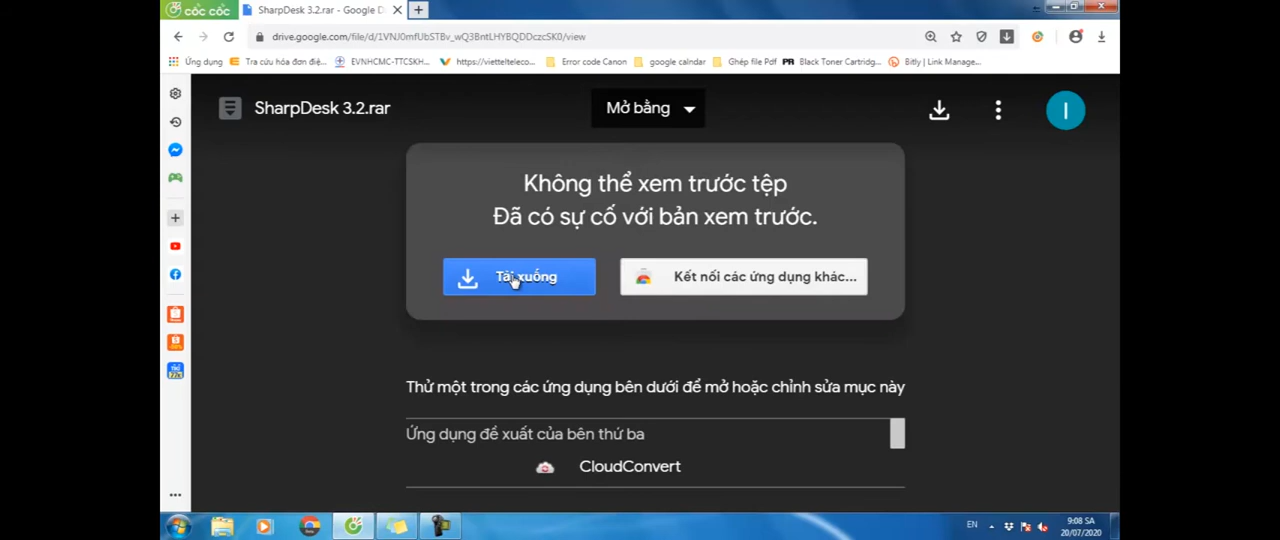 cốc cốc
SharpDesk 3.2.rar - Google D
drive.google.com/file/d/1VNJ0mfUbSTBv_wQ3BntLHYBQDDczcSK0/view
Ứng dụng
Tra cứu hóa đơn điệ...
EVNHCMC-TTCSKH...
https://viettelteleco...
Error code Canon
google calndar
Ghép file Pdf
Black Toner Cartridg...
Bitly | Link Manage...
SharpDesk 3.2.rar
Mở bằng
I
Không thể xem trước tệp
Đã có sự cố với bản xem trước.
Tải xuống
Kết nối các ứng dụng khác...
Thử một trong các ứng dụng bên dưới để mở hoặc chỉnh sửa mục này
Ứng dụng đề xuất của bên thứ ba
CloudConvert
EN
9:08 SA
20/07/2020